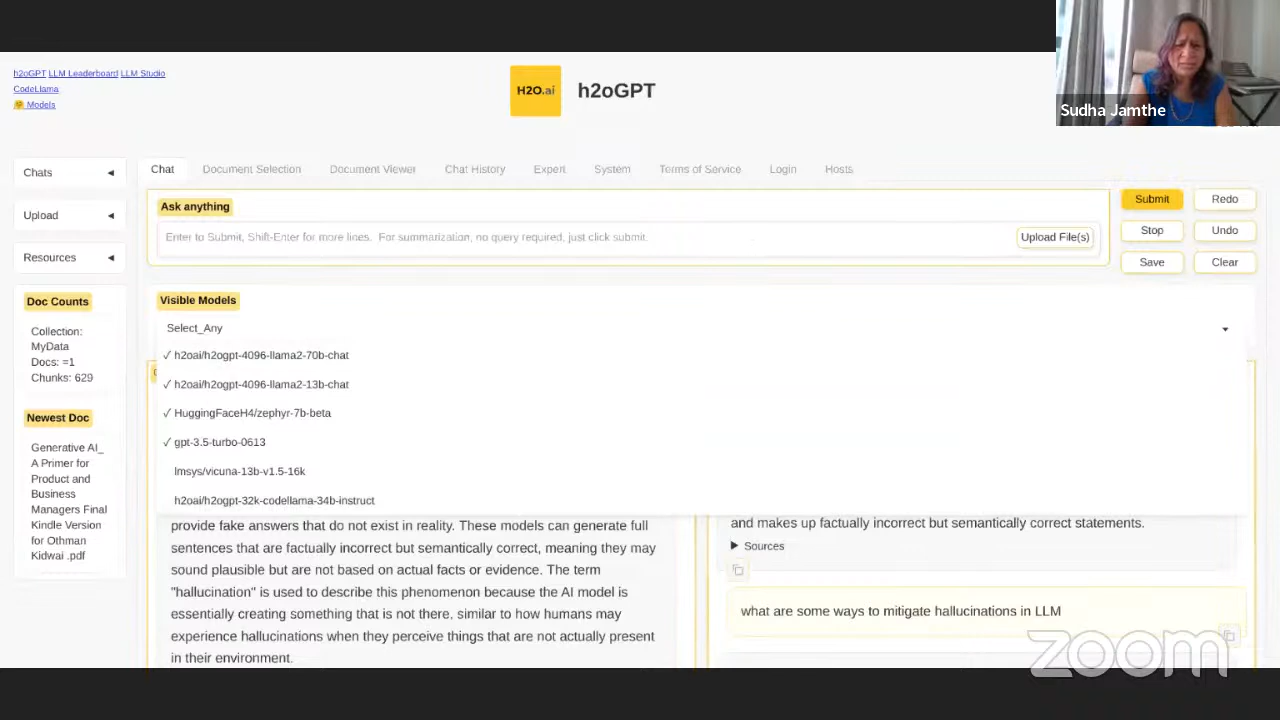 h2oGPT LLM Leaderboard LLM Studio
CodeLlama
🤗 Models
H2O.ai
h2oGPT
Sudha Jamthe
Chats
Upload
Resources
Doc Counts
Collection:
MyData
Docs: =1
Chunks: 629
Newest Doc
Generative AI_
A Primer for
Product and
Business
Managers Final
Kindle Version
for Othman
Kidwai .pdf
Chat
Document Selection
Document Viewer
Chat History
Expert
System
Terms of Service
Login
Hosts
Ask anything
Enter to Submit, Shift-Enter for more lines. For summarization, no query required, just click submit.
Upload File(s)
Submit
Redo
Stop
Undo
Save
Clear
Visible Models
Select_Any
✓ h2oai/h2ogpt-4096-llama2-70b-chat
✓ h2oai/h2ogpt-4096-llama2-13b-chat
✓ HuggingFaceH4/zephyr-7b-beta
✓ gpt-3.5-turbo-0613
lmsys/vicuna-13b-v1.5-16k
h2oai/h2ogpt-32k-codellama-34b-instruct
provide fake answers that do not exist in reality. These models can generate full
sentences that are factually incorrect but semantically correct, meaning they may
sound plausible but are not based on actual facts or evidence. The term
"hallucination" is used to describe this phenomenon because the AI model is
essentially creating something that is not there, similar to how humans may
experience hallucinations when they perceive things that are not actually present
in their environment.
and makes up factually incorrect but semantically correct statements.
Sources
what are some ways to mitigate hallucinations in LLM
zoom